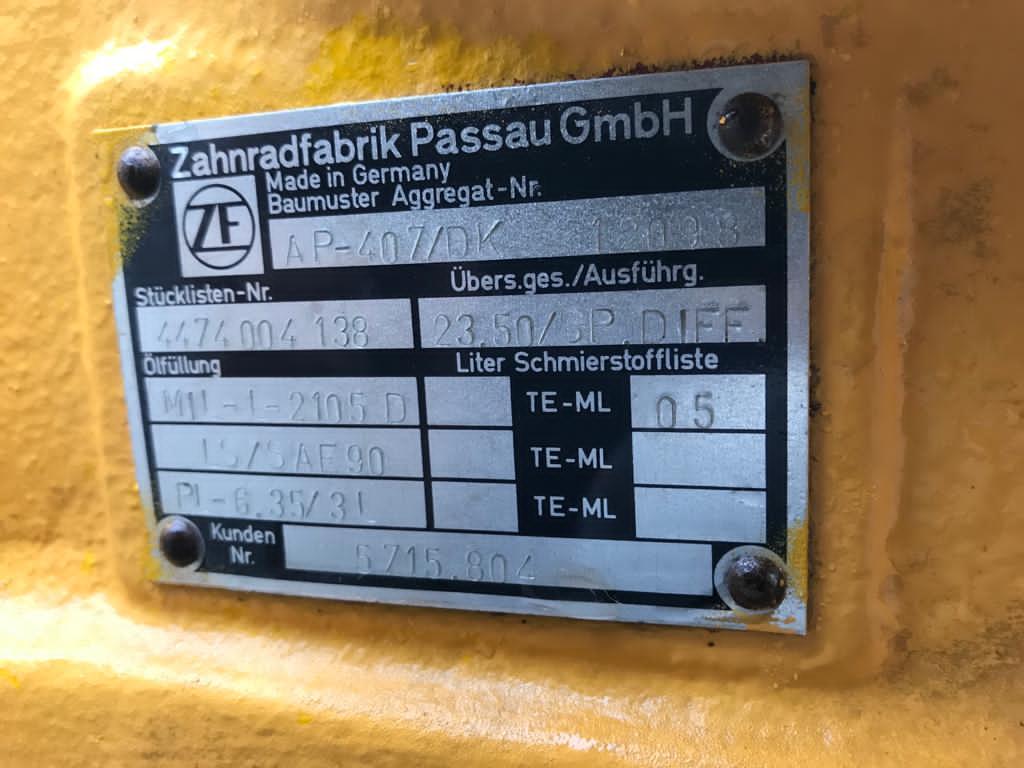 Zahnradfabrik Passau GmbH
ZF
Made in Germany
Baumuster Aggregat-Nr.
AP-407/DK 12098
Stücklisten-Nr.
Übers.ges./Ausführg.
4474 004 138
23.50/SP.DIFF.
Ölfüllung
Liter Schmierstoffliste
MIL-L-2105 D
TE-ML 05
LS/SAE90
TE-ML
PL-6.35/3L
TE-ML
Kunden
Nr.
5715.804